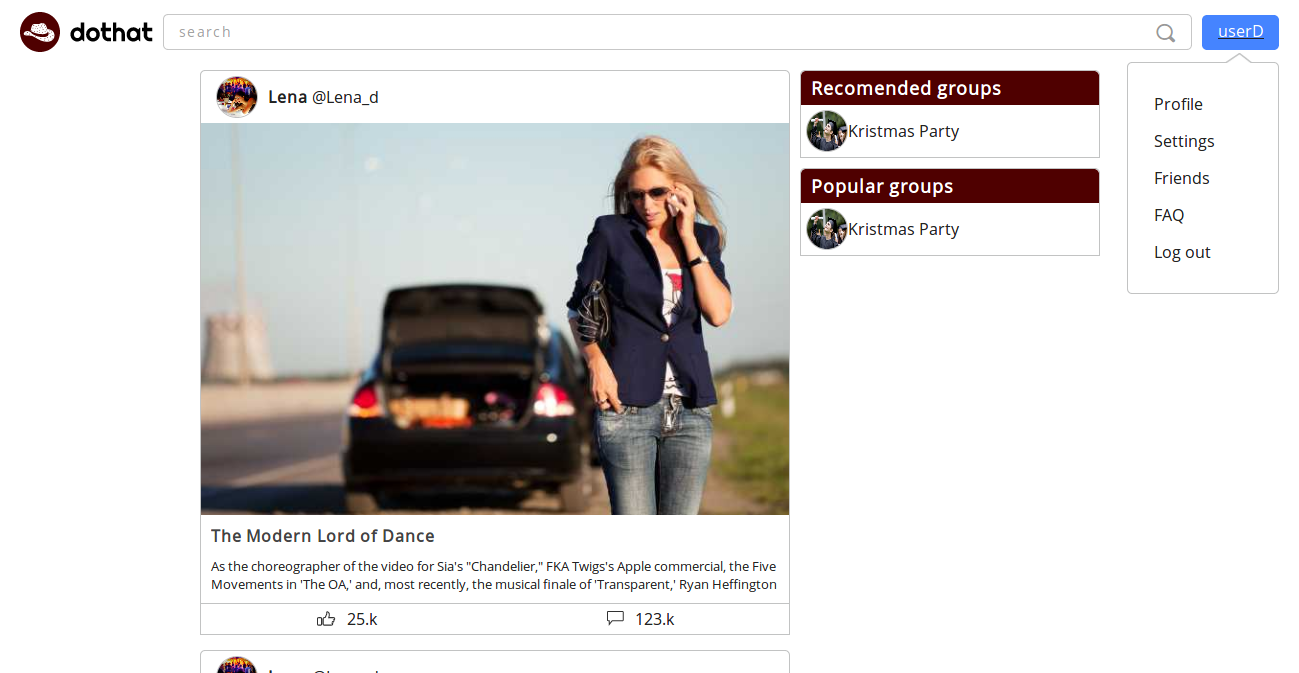 dothat
search
userD
Profile
Settings
Friends
FAQ
Log out
Lena @Lena_d
The Modern Lord of Dance
As the choreographer of the video for Sia's "Chandelier," FKA Twigs's Apple commercial, the Five
Movements in 'The OA,' and, most recently, the musical finale of 'Transparent,' Ryan Heffington
25.k
123.k
Recomended groups
Kristmas Party
Popular groups
Kristmas Party